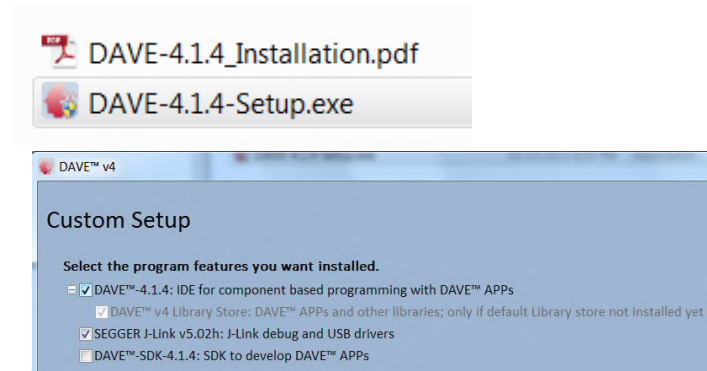 DAVE-4.1.4_Installation.pdf
DAVE-4.1.4-Setup.exe
DAVE™ v4
Custom Setup
Select the program features you want installed.
DAVE™-4.1.4: IDE for component based programming with DAVE™ APPs
DAVE™ v4 Library Store: DAVE™ APPs and other libraries; only if default Library store not installed yet
SEGGER J-Link v5.02h: J-Link debug and USB drivers
DAVE™-SDK-4.1.4: SDK to develop DAVE™ APPs